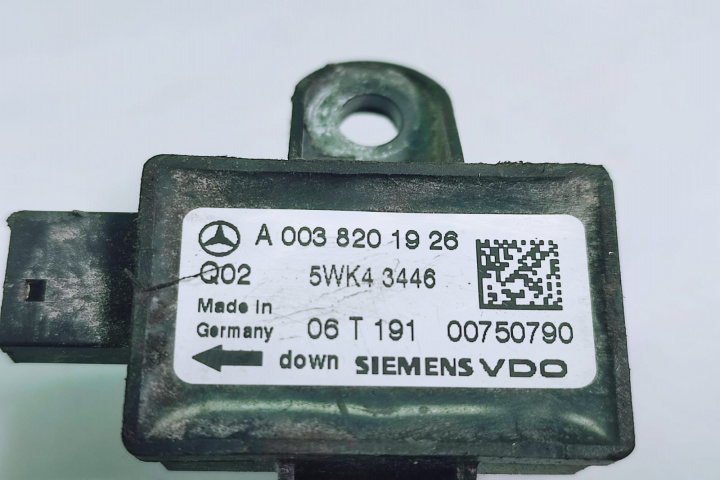 A 003 820 19 26
Q02 5WK4 3446
Made in
Germany 06 T 191 00750790
down SIEMENS VDO